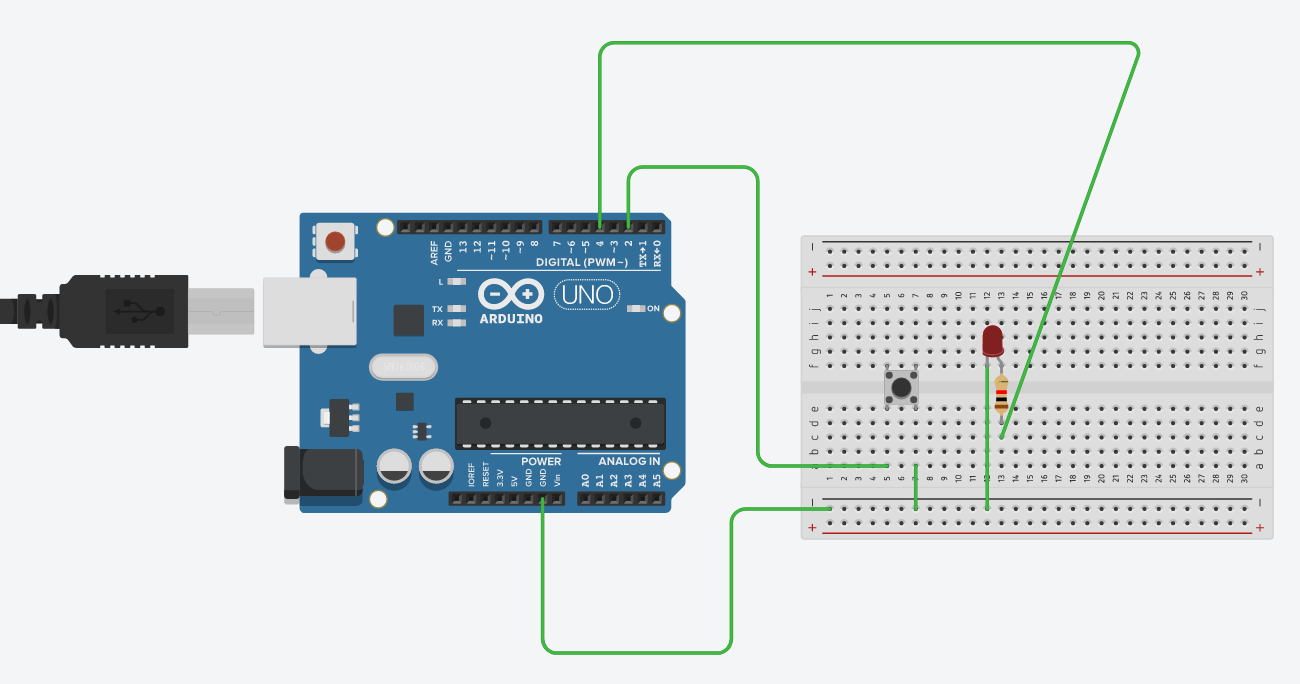 AREF
GND
13
12
~11
~10
~9
8
7
~6
~5
4
~3
2
TX→1
RX←0
DIGITAL (PWM~)
L
TX
RX
ARDUINO
UNO
ON
POWER
ANALOG IN
IOREF
RESET
3.3V
5V
GND
GND
Vin
A0
A1
A2
A3
A4
A5
− −
+ +
1 2 3 4 5 6 7 8 9 10 11 12 13 14 15 16 17 18 19 20 21 22 23 24 25 26 27 28 29 30
j j
i i
h h
g g
f f
e e
d d
c c
b b
a a
1 2 3 4 5 6 7 8 9 10 11 12 13 14 15 16 17 18 19 20 21 22 23 24 25 26 27 28 29 30
− −
+ +